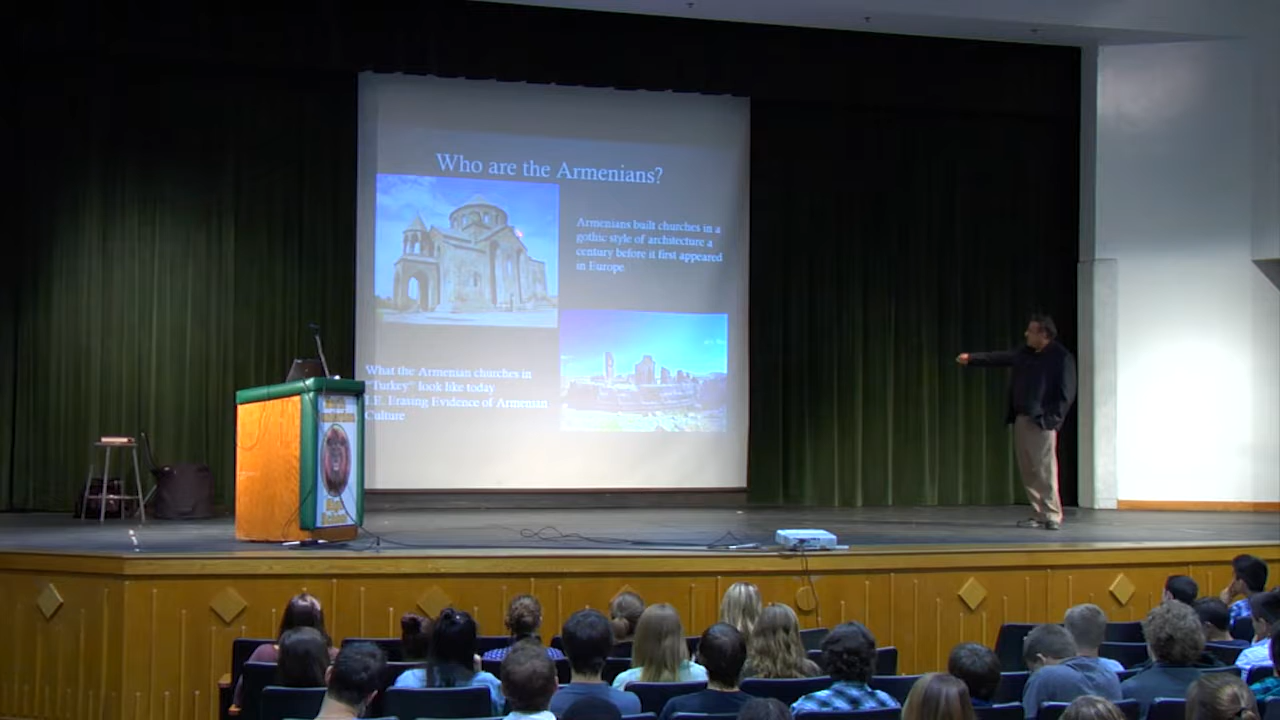 Who are the Armenians?
Armenians built churches in a
gothic style of architecture a
century before it first appeared
in Europe
What the Armenian churches in
"Turkey" look like today
I.E. Erasing Evidence of Armenian
Culture